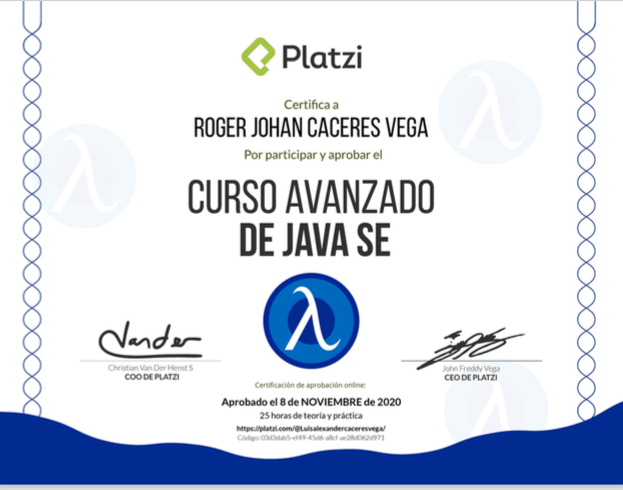 Platzi
Certifica a
ROGER JOHAN CACERES VEGA
Por participar y aprobar el
CURSO AVANZADO
DE JAVA SE
λ
Christian Van Der Henst S
COO DE PLATZI
John Freddy Vega
CEO DE PLATZI
Certificación de aprobación online:
Aprobado el 8 de NOVIEMBRE de 2020
25 horas de teoría y práctica
https://platzi.com/@Luisalexandercaceresvega/
Código: 03d3dab5-ef49-45d6-a8cf-ae28d062d971